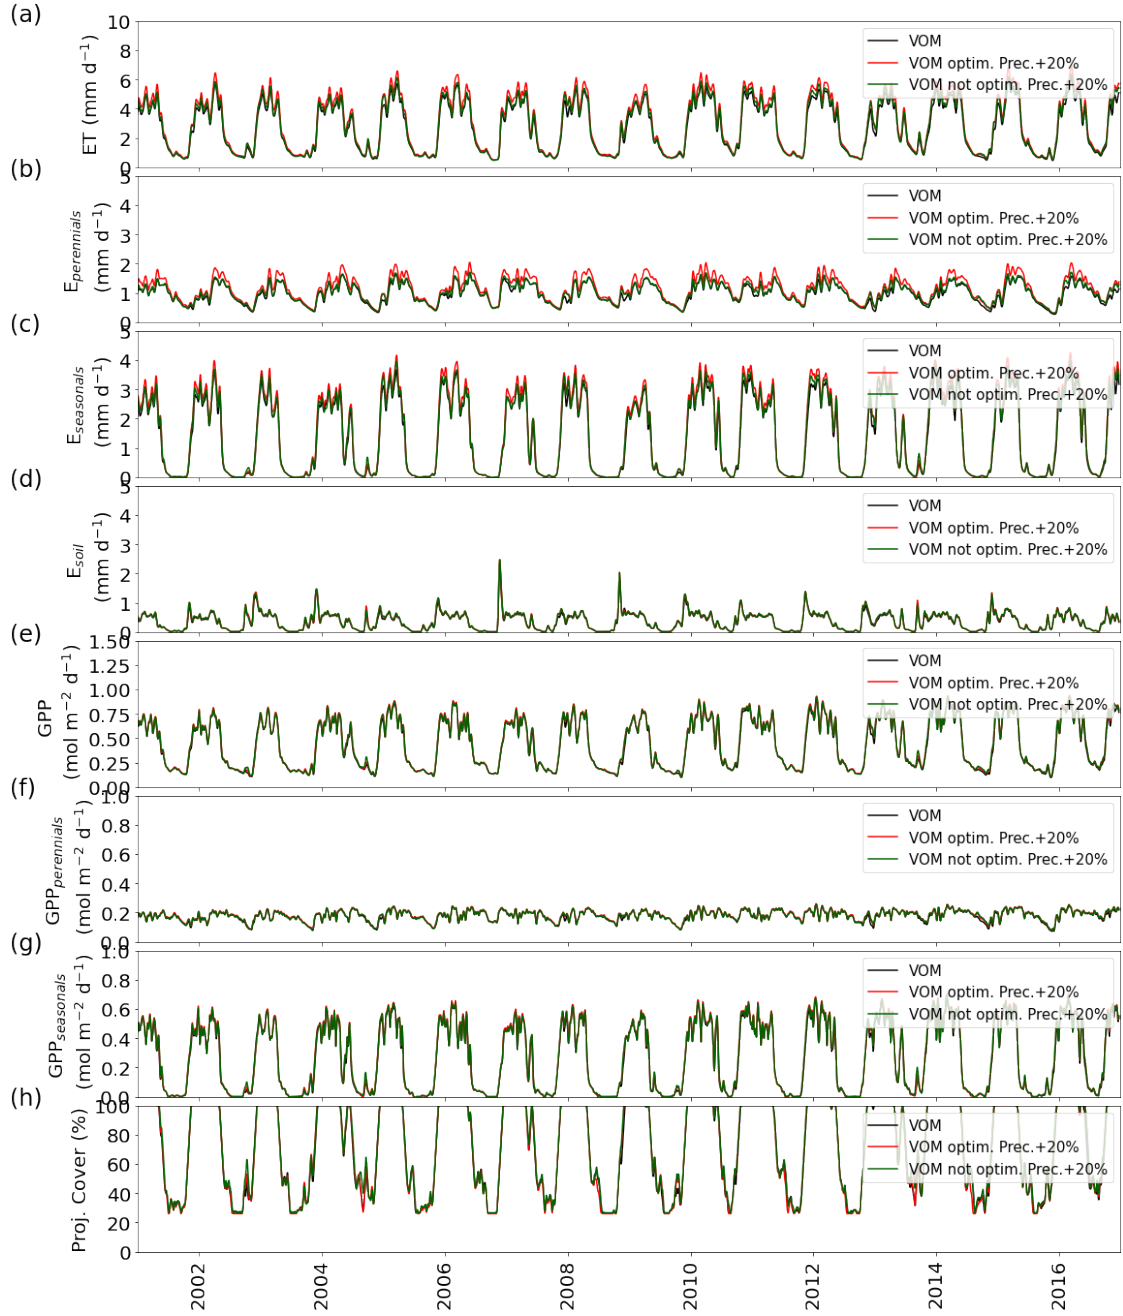 (a)
ET (mm d⁻¹)
10
8
6
4
2
0
VOM
VOM optim. Prec.+20%
VOM not optim. Prec.+20%
(b)
E_perennials
(mm d⁻¹)
5
4
3
2
1
0
VOM
VOM optim. Prec.+20%
VOM not optim. Prec.+20%
(c)
E_seasonals
(mm d⁻¹)
5
4
3
2
1
0
VOM
VOM optim. Prec.+20%
VOM not optim. Prec.+20%
(d)
E_soil
(mm d⁻¹)
5
4
3
2
1
0
VOM
VOM optim. Prec.+20%
VOM not optim. Prec.+20%
(e)
GPP
(mol m⁻² d⁻¹)
1.50
1.25
1.00
0.75
0.50
0.25
0.00
VOM
VOM optim. Prec.+20%
VOM not optim. Prec.+20%
(f)
GPP_perennials
(mol m⁻² d⁻¹)
1.0
0.8
0.6
0.4
0.2
0.0
VOM
VOM optim. Prec.+20%
VOM not optim. Prec.+20%
(g)
GPP_seasonals
(mol m⁻² d⁻¹)
1.0
0.8
0.6
0.4
0.2
0.0
VOM
VOM optim. Prec.+20%
VOM not optim. Prec.+20%
(h)
Proj. Cover (%)
100
80
60
40
20
0
VOM
VOM optim. Prec.+20%
VOM not optim. Prec.+20%
2002
2004
2006
2008
2010
2012
2014
2016